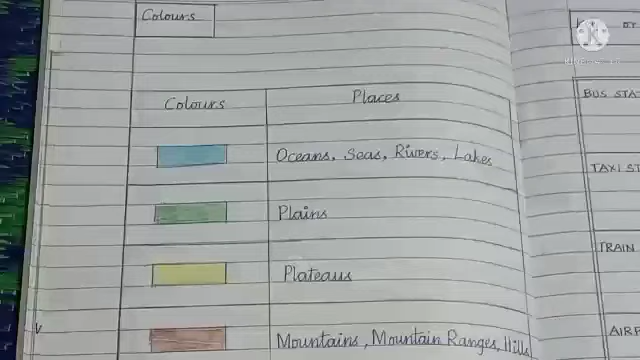 Colours
Colours
Places
Oceans, Seas, Rivers, Lakes
Plains
Plateaus
Mountains, Mountain Ranges, Hills
BUS STA
TAXI ST
TRAIN
AIRP